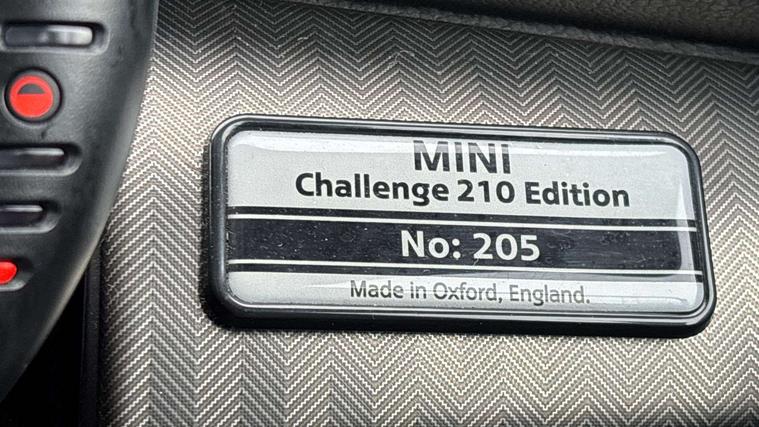 MINI
Challenge 210 Edition
No: 205
Made in Oxford, England.